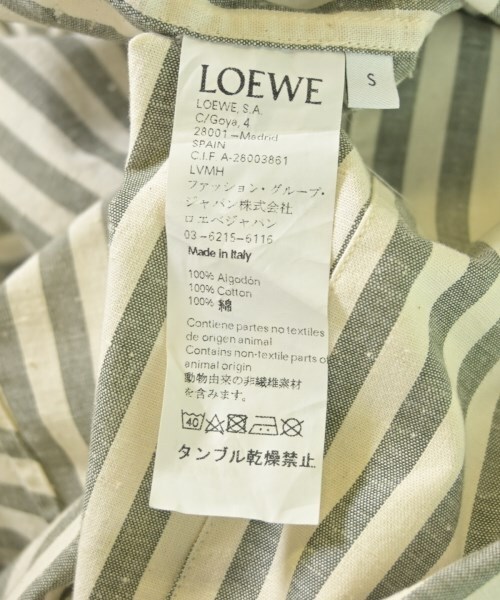 LOEWE
S
LOEWE, S.A.
C/Goya, 4
28001-Madrid
SPAIN
C.I.F A-28003861
LVMH
ファッション・グループ・
ジャパン株式会社
ロエベジャパン
03-6215-6116
Made in Italy
100% Algodón
100% Cotton
100% 綿
Contiene partes no textiles
de origen animal
Contains non-textile parts of
animal origin
動物由来の非繊維素材
を含みます。
40
タンブル乾燥禁止